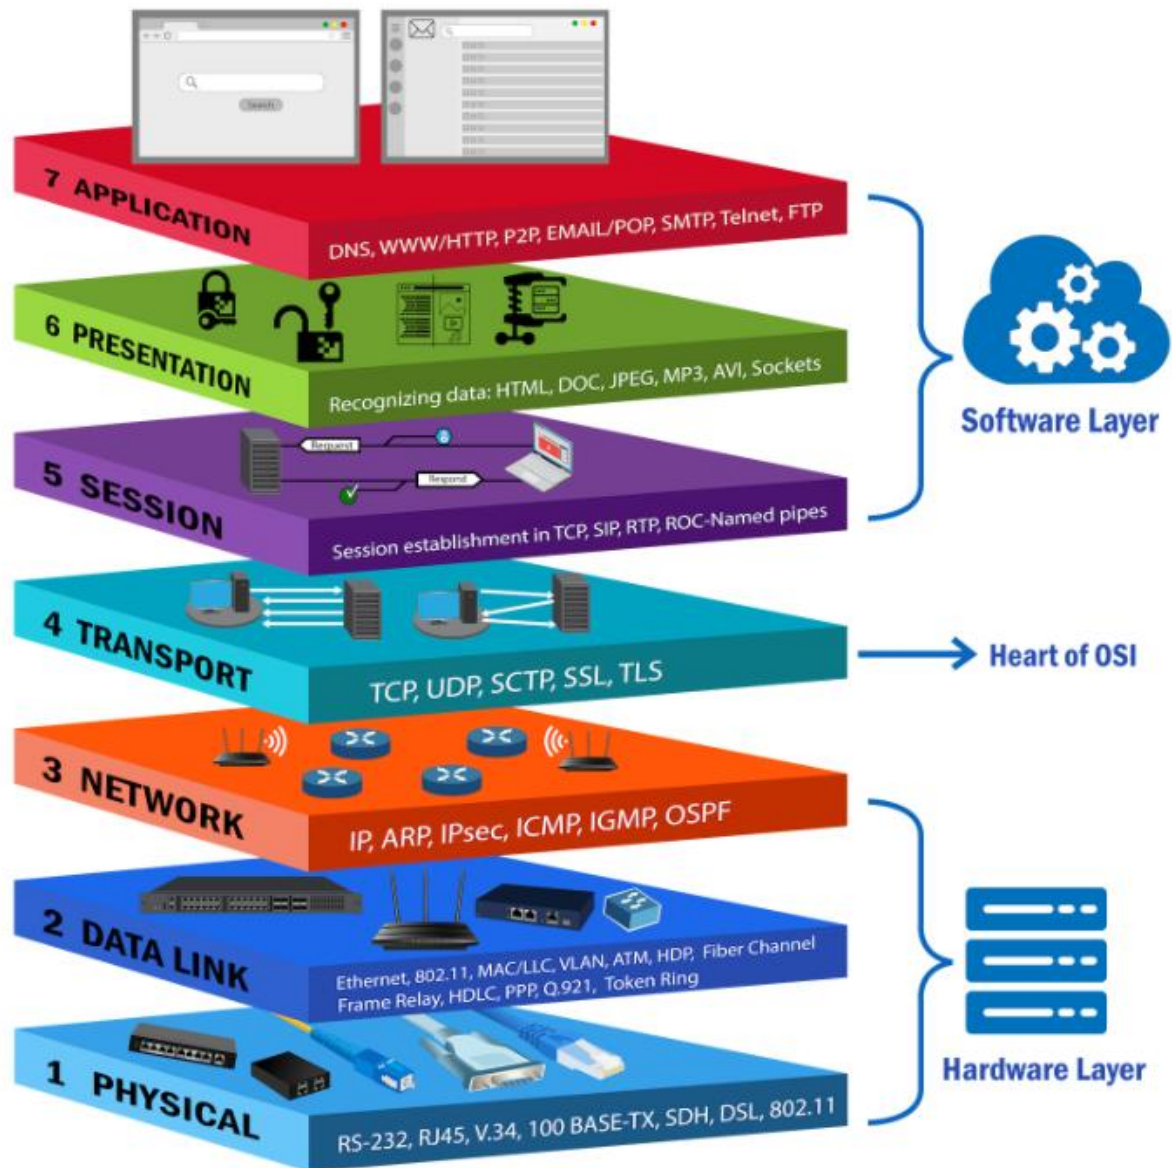 Search
7 APPLICATION
DNS, WWW/HTTP, P2P, EMAIL/POP, SMTP, Telnet, FTP
6 PRESENTATION
Recognizing data: HTML, DOC, JPEG, MP3, AVI, Sockets
Software Layer
Request
Respond
5 SESSION
Session establishment in TCP, SIP, RTP, ROC-Named pipes
4 TRANSPORT
TCP, UDP, SCTP, SSL, TLS
Heart of OSI
3 NETWORK
IP, ARP, IPsec, ICMP, IGMP, OSPF
2 DATA LINK
Ethernet, 802.11, MAC/LLC, VLAN, ATM, HDP, Fiber Channel
Frame Relay, HDLC, PPP, Q.921, Token Ring
Hardware Layer
1 PHYSICAL
RS-232, RJ45, V.34, 100 BASE-TX, SDH, DSL, 802.11